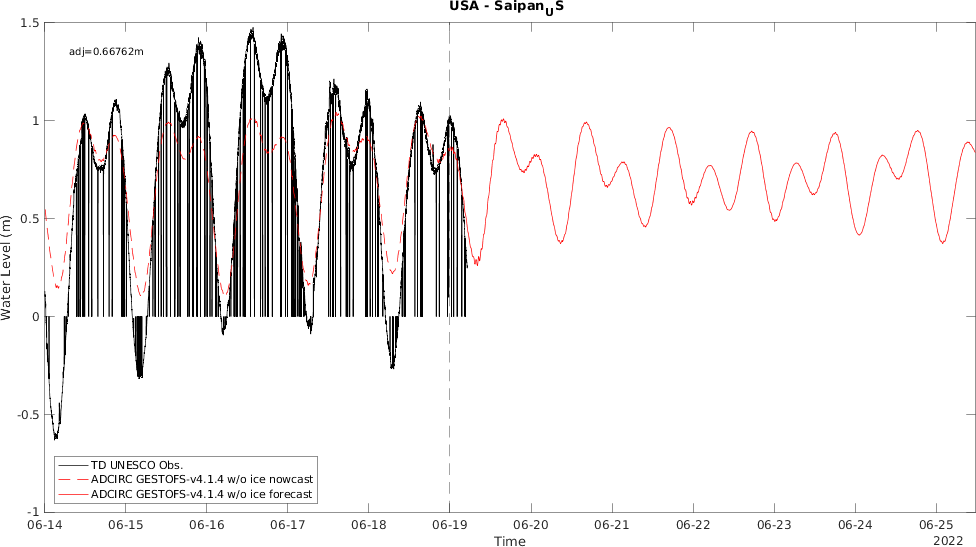 USA - Saipan_US
adj=0.66762m
1.5
1
0.5
0
-0.5
-1
Water Level (m)
TD UNESCO Obs.
ADCIRC GESTOFS-v4.1.4 w/o ice nowcast
ADCIRC GESTOFS-v4.1.4 w/o ice forecast
06-14 06-15 06-16 06-17 06-18 06-19 06-20 06-21 06-22 06-23 06-24 06-25
Time
2022